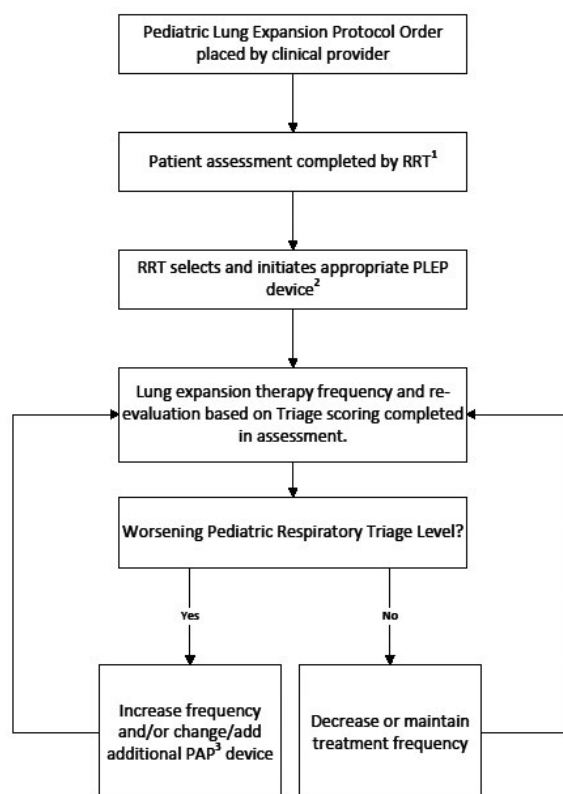 Pediatric Lung Expansion Protocol Order
placed by clinical provider
Patient assessment completed by RRT¹
RRT selects and initiates appropriate PLEP
device²
Lung expansion therapy frequency and re-
evaluation based on Triage scoring completed
in assessment.
Worsening Pediatric Respiratory Triage Level?
Yes
No
Increase frequency
and/or change/add
additional PAP³ device
Decrease or maintain
treatment frequency